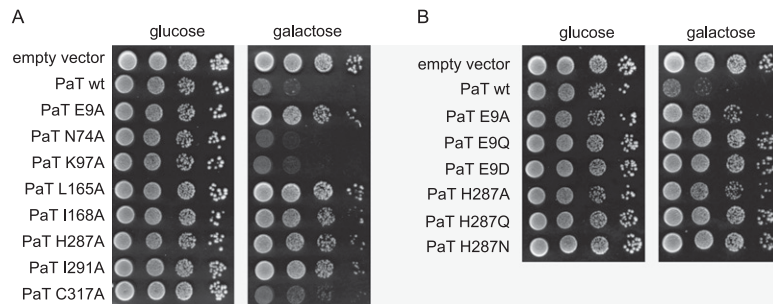 A
glucose galactose
empty vector
PaT wt
PaT E9A
PaT N74A
PaT K97A
PaT L165A
PaT I168A
PaT H287A
PaT I291A
PaT C317A
B
glucose galactose
empty vector
PaT wt
PaT E9A
PaT E9Q
PaT E9D
PaT H287A
PaT H287Q
PaT H287N